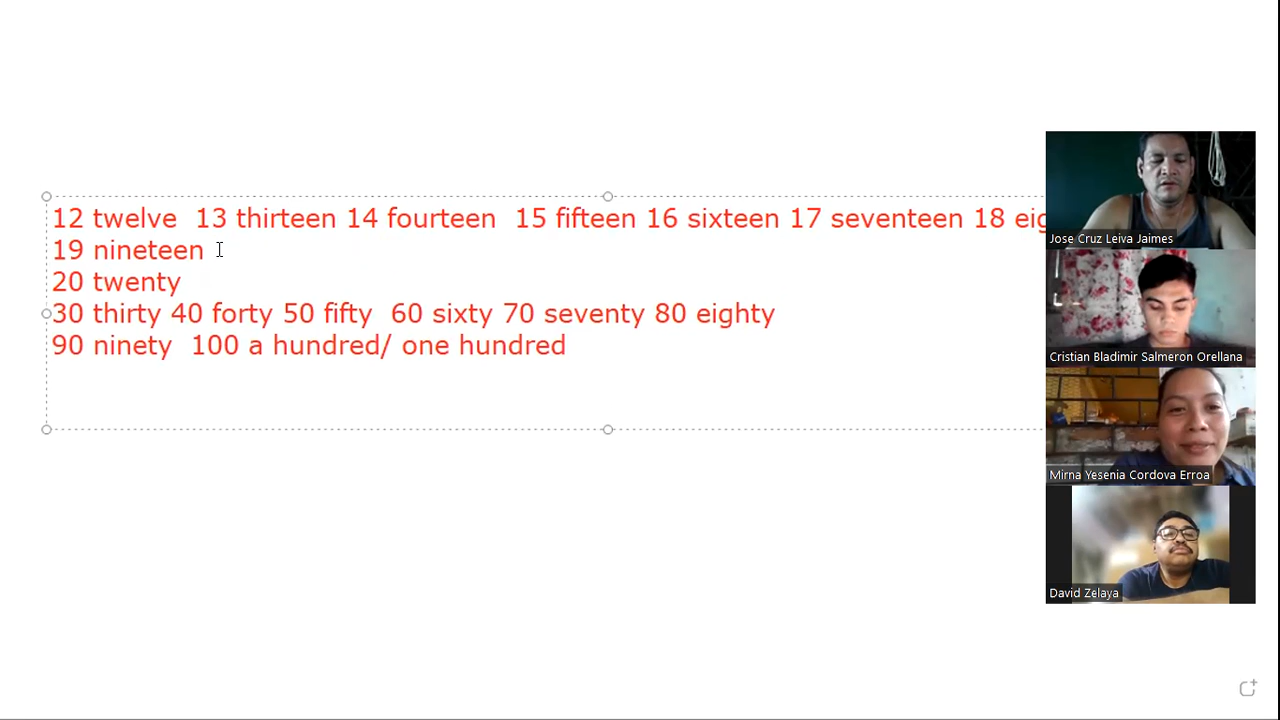 12 twelve  13 thirteen 14 fourteen  15 fifteen 16 sixteen 17 seventeen 18
19 nineteen
20 twenty
30 thirty 40 forty 50 fifty  60 sixty 70 seventy 80 eighty
90 ninety  100 a hundred/ one hundred
Jose Cruz Leiva Jaimes
Cristian Bladimir Salmeron Orellana
Mirna Yesenia Cordova Erroa
David Zelaya